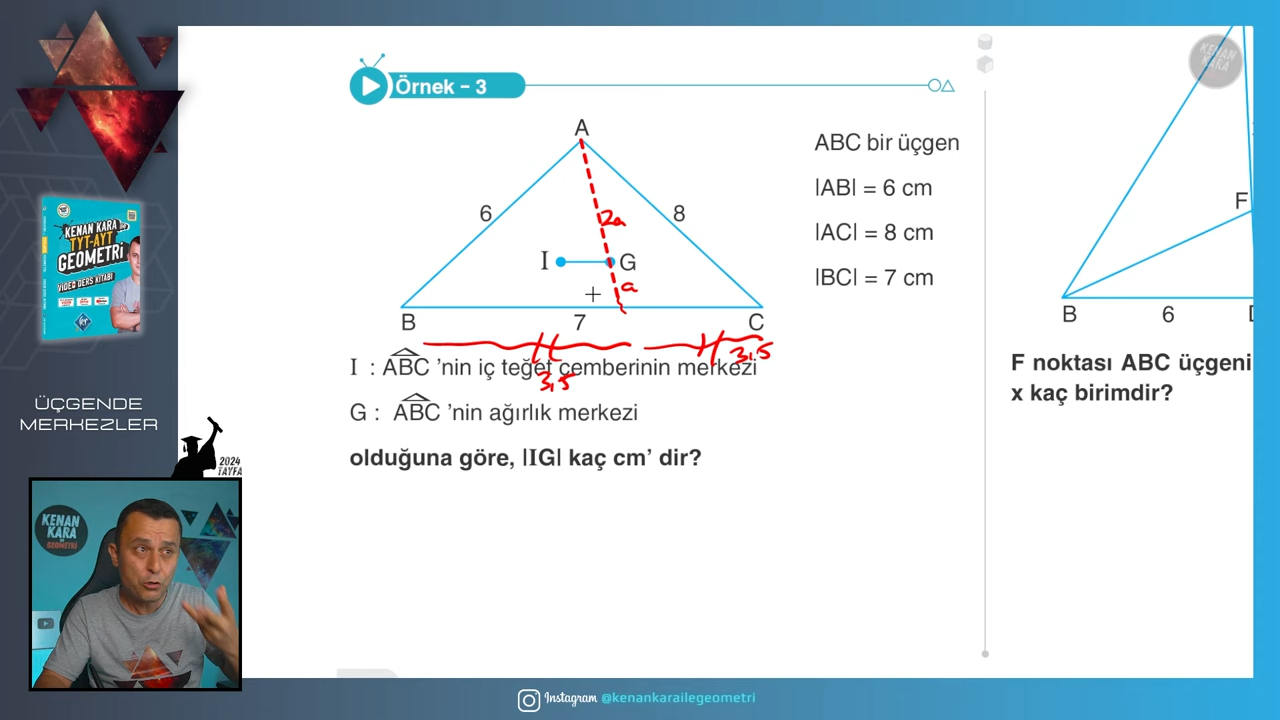 Örnek – 3
A
6
8
2a
I
G
a
B
7
C
3,5
3,5
ABC bir üçgen
|AB| = 6 cm
|AC| = 8 cm
|BC| = 7 cm
I : ABC 'nin iç teğet çemberinin merkezi
G : ABC 'nin ağırlık merkezi
olduğuna göre, |IG| kaç cm' dir?
KENAN KARA
F
B
6
F noktası ABC üçgeni
x kaç birimdir?
KENAN KARA ile
TYT-AYT
GEOMETRİ
VİDEO DERS KİTABI
ÜÇGENDE
MERKEZLER
2024
TAYFA
KENAN
KARA
GEOMETRİ
Instagram @kenankarailegeometri